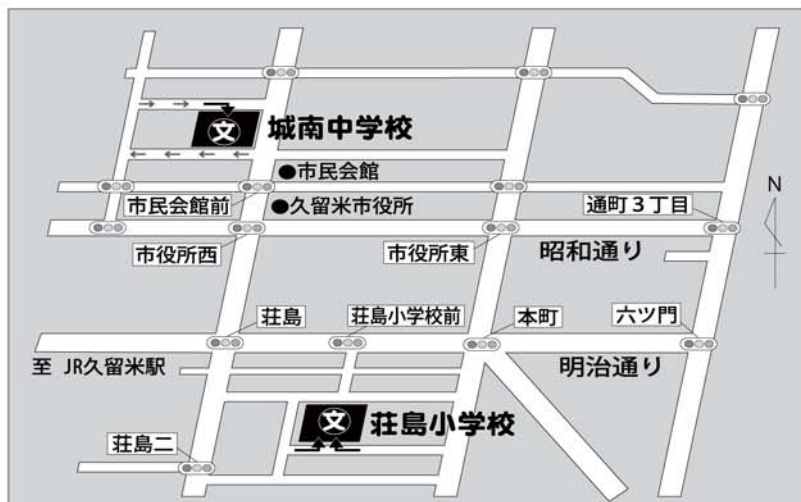 文
城南中学校
N
●市民会館
市民会館前
●久留米市役所
通町3丁目
市役所西
市役所東
昭和通り
荘島
荘島小学校前
本町
六ツ門
至 JR久留米駅
明治通り
文
荘島小学校
荘島二